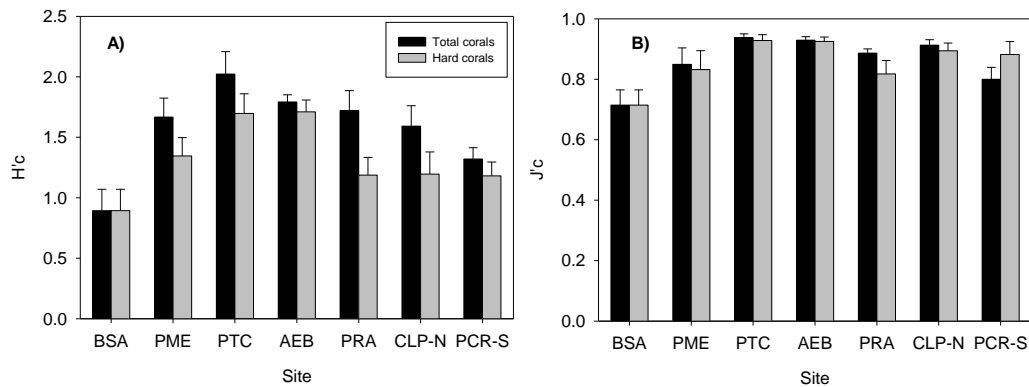 A)
Total corals
Hard corals
2.5
2.0
1.5
1.0
0.5
0.0
H'c
BSA PME PTC AEB PRA CLP-N PCR-S
Site
B)
1.0
0.8
0.6
0.4
0.2
0.0
J'c
BSA PME PTC AEB PRA CLP-N PCR-S
Site